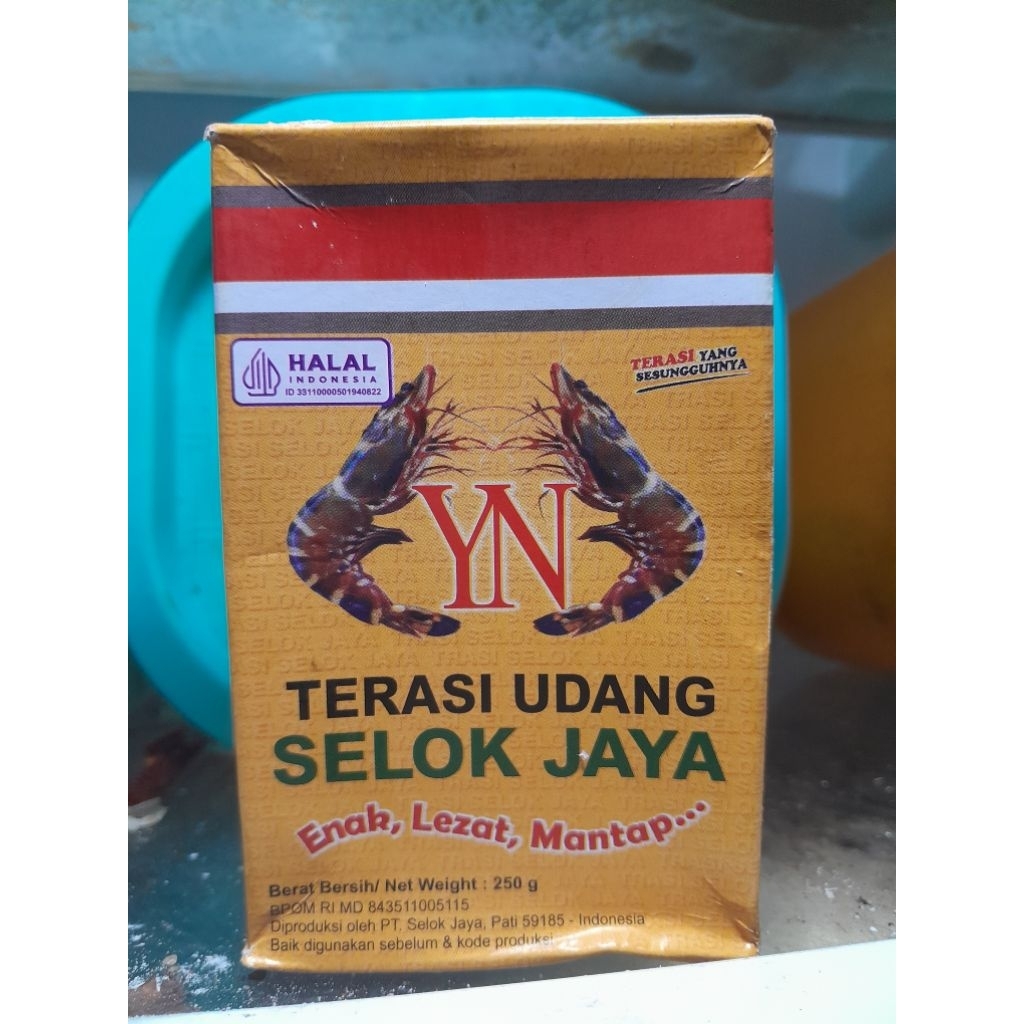 HALAL
INDONESIA
ID 33110000501940822
TERASI YANG
SESUNGGUHNYA
YN
TERASI UDANG
SELOK JAYA
Enak, Lezat, Mantap...
Berat Bersih/ Net Weight : 250 g
BPOM RI MD 843511005115
Diproduksi oleh PT. Selok Jaya, Pati 59185 - Indonesia
Baik digunakan sebelum & kode produksi